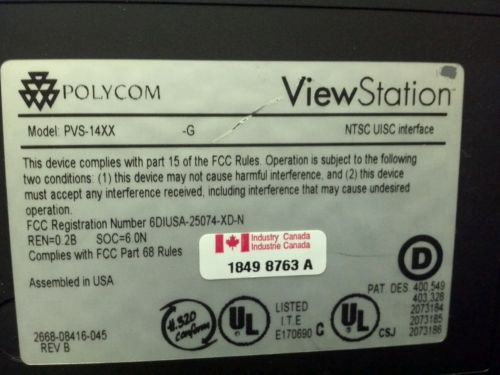 POLYCOM
ViewStation
Model: PVS-14XX -G NTSC UISC interface
This device complies with part 15 of the FCC Rules. Operation is subject to the following
two conditions: (1) this device may not cause harmful interference, and (2) this device
must accept any interference received, including interference that may cause undesired
operation.
FCC Registration Number 6DIUSA-25074-XD-N
REN=0.2B SOC=6.0N
Complies with FCC Part 68 Rules
Industry Canada
Industrie Canada
1849 8763 A
D
Assembled in USA
PAT. DES. 400,549
403,328
2073184
2073185
2073186
H.320
conform
UL
LISTED
I.T.E
E170690 C
UL
CSJ
2668-08416-045
REV B